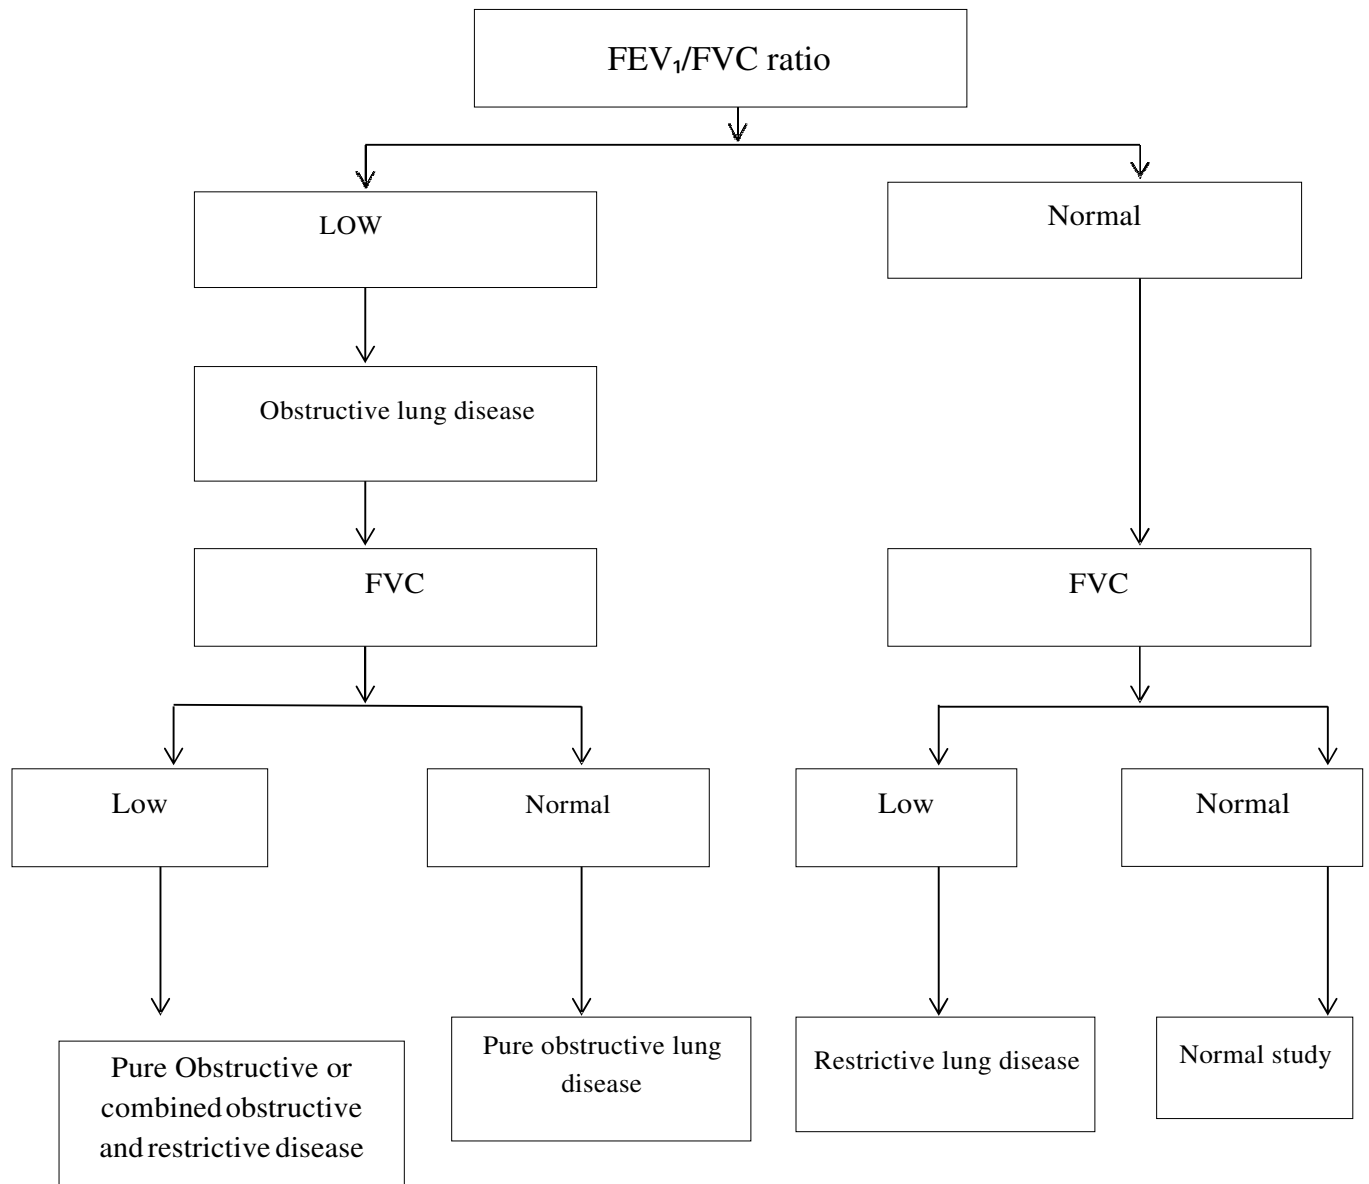 FEV₁/FVC ratio
LOW
Normal
Obstructive lung disease
FVC
FVC
Low
Normal
Low
Normal
Pure Obstructive or
combined obstructive
and restrictive disease
Pure obstructive lung
disease
Restrictive lung disease
Normal study